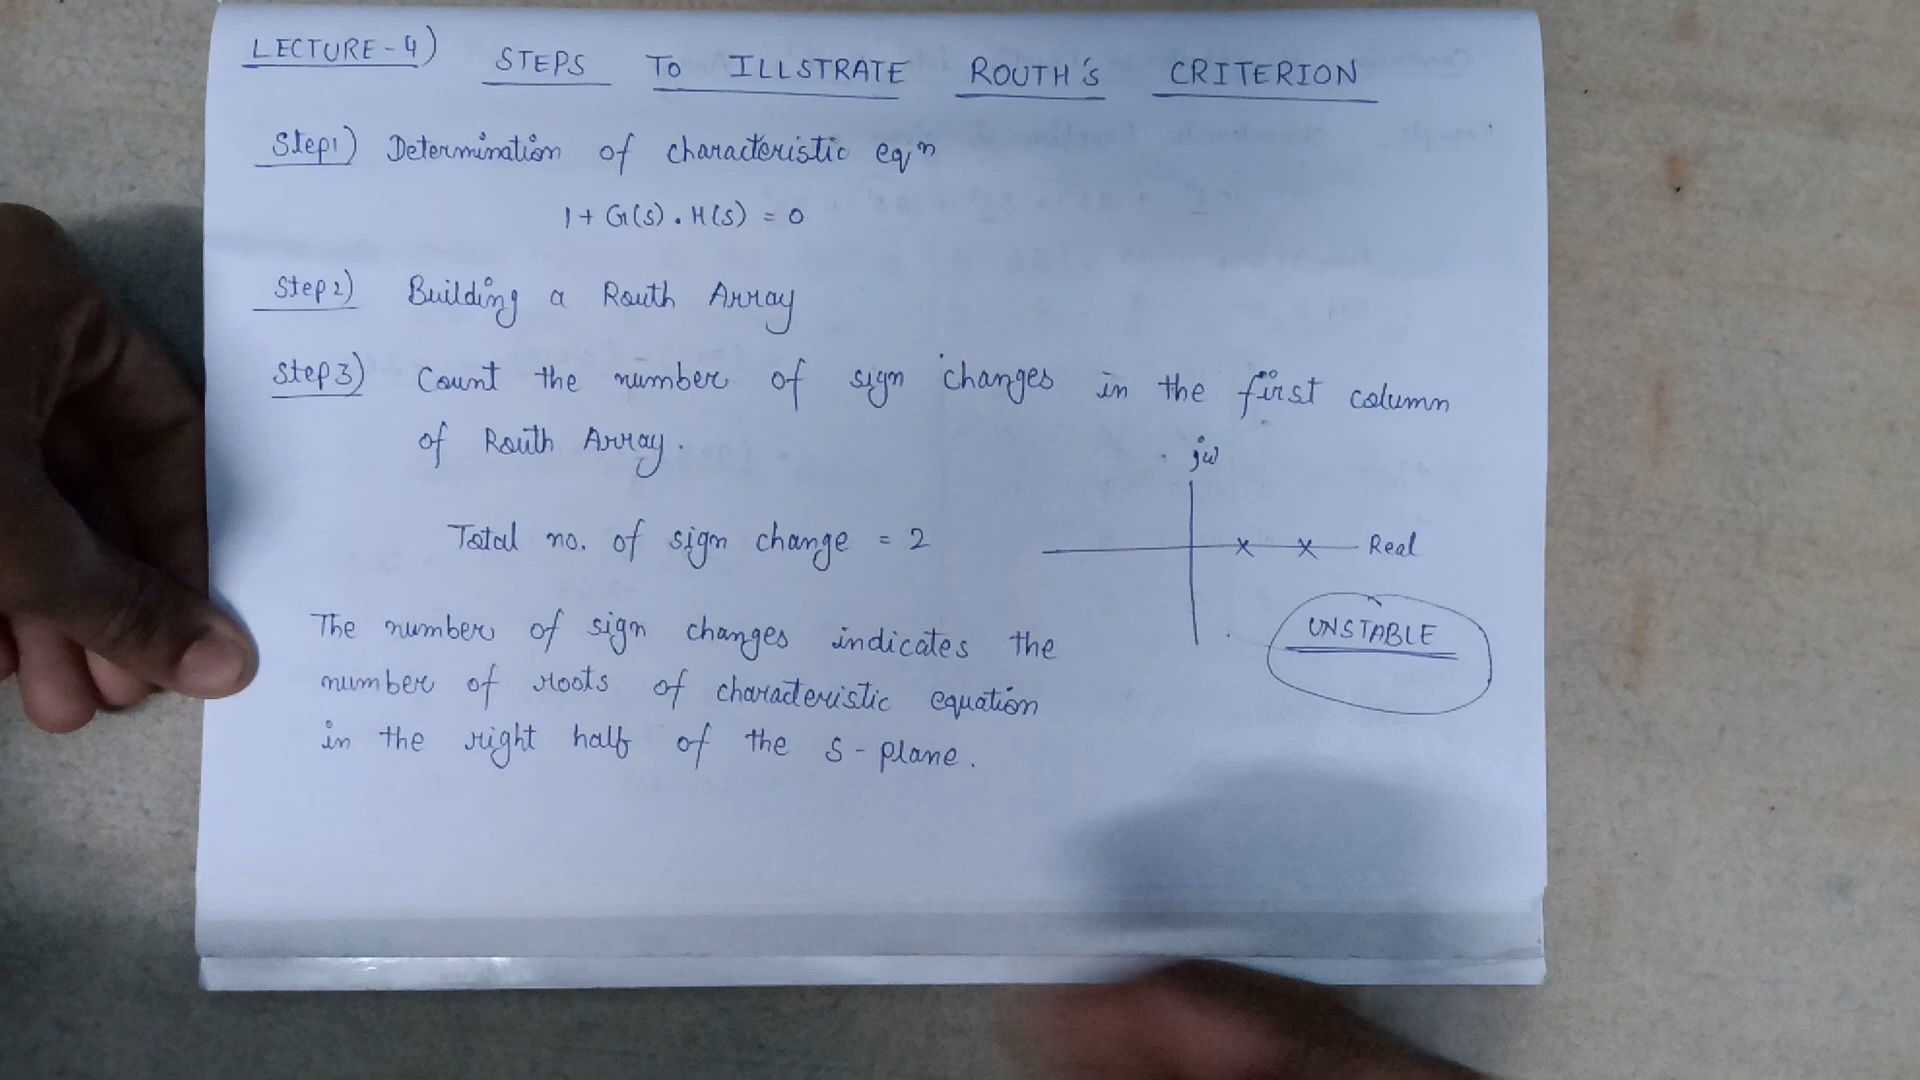 LECTURE-4) STEPS TO ILLSTRATE ROUTH'S CRITERION
Step1) Determination of characteristic eqn
1 + G(s) . H(s) = 0
Step2) Building a Routh Array
Step3) Count the number of sign changes in the first column
of Routh Array.
jω
Total no. of sign change = 2
Real
UNSTABLE
The number of sign changes indicates the
number of roots of characteristic equation
in the right half of the s-plane.